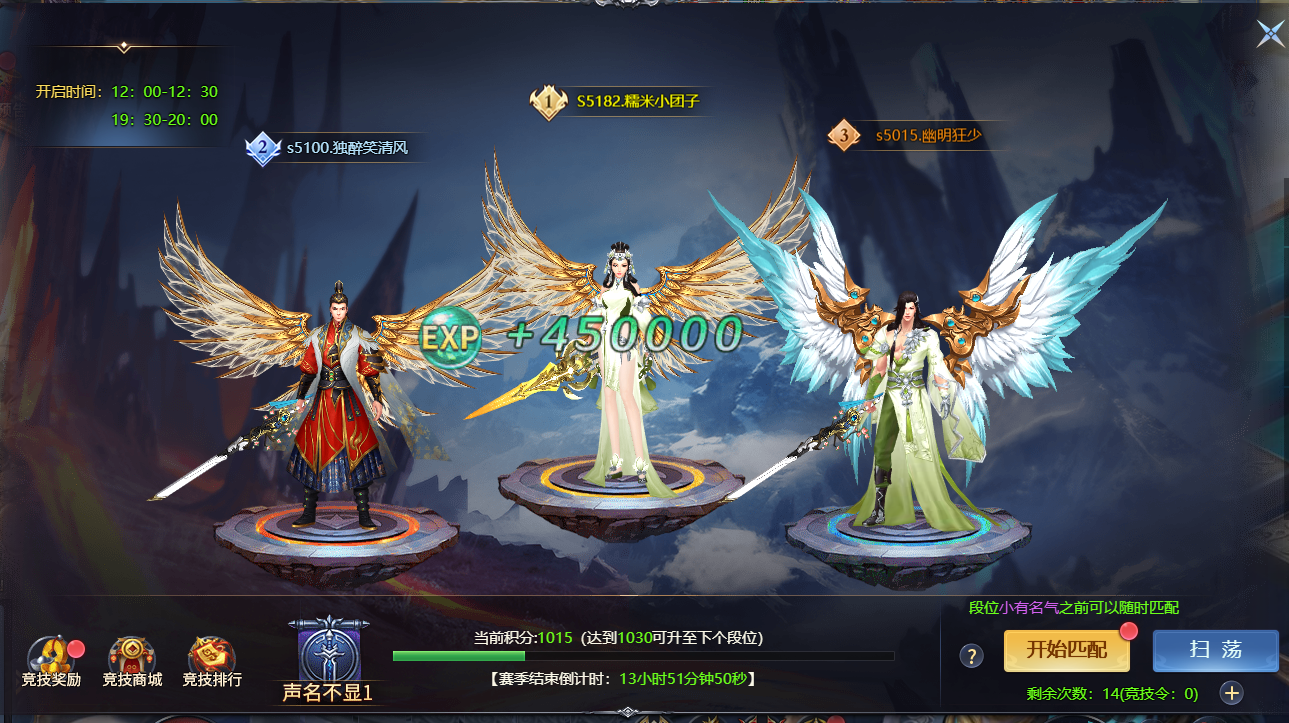 开启时间：12：00-12：30
19：30-20：00
1 S5182.糯米小团子
2 s5100.独醉笑清风
3 s5015.幽明狂少
EXP +450000
段位小有名气之前可以随时匹配
当前积分:1015 (达到1030可升至下个段位)
? 开始匹配 扫荡
竞技奖励 竞技商城 竞技排行
声名不显1
【赛季结束倒计时：13小时51分钟50秒】
剩余次数：14(竞技令：0)